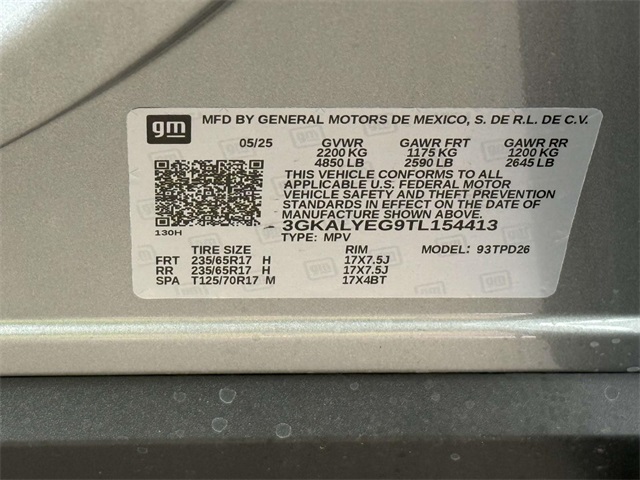 gm MFD BY GENERAL MOTORS DE MEXICO, S. DE R.L. DE C.V.
05/25 GVWR GAWR FRT GAWR RR
2200 KG 1175 KG 1200 KG
4850 LB 2590 LB 2645 LB
THIS VEHICLE CONFORMS TO ALL
APPLICABLE U.S. FEDERAL MOTOR
VEHICLE SAFETY AND THEFT PREVENTION
STANDARDS IN EFFECT ON THE DATE OF
MANUFACTURE SHOWN ABOVE.
3GKALYEG9TL154413
130H TYPE: MPV
TIRE SIZE RIM MODEL: 93TPD26
FRT 235/65R17 H 17X7.5J
RR 235/65R17 H 17X7.5J
SPA T125/70R17 M 17X4BT